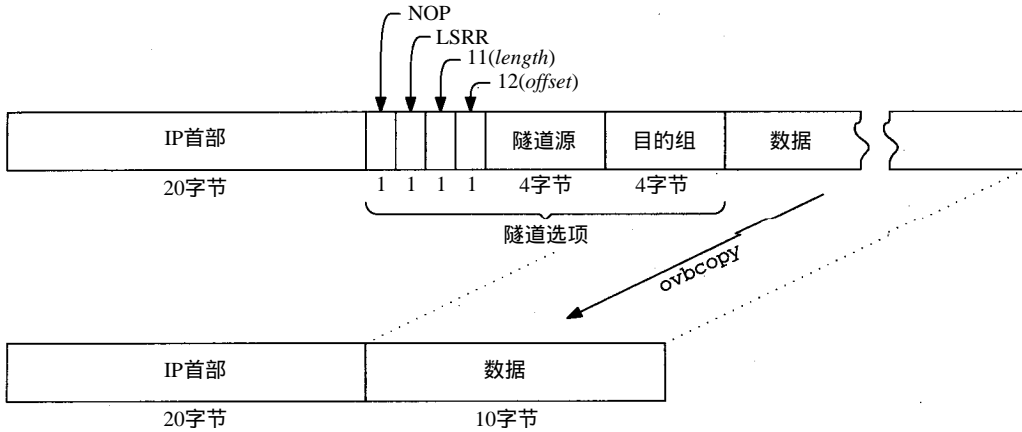 NOP
LSRR
11(length)
12(offset)
IP首部
隧道源
目的组
数据
20字节
1
1
1
1
4字节
4字节
隧道选项
ovbcopy
IP首部
数据
20字节
10字节